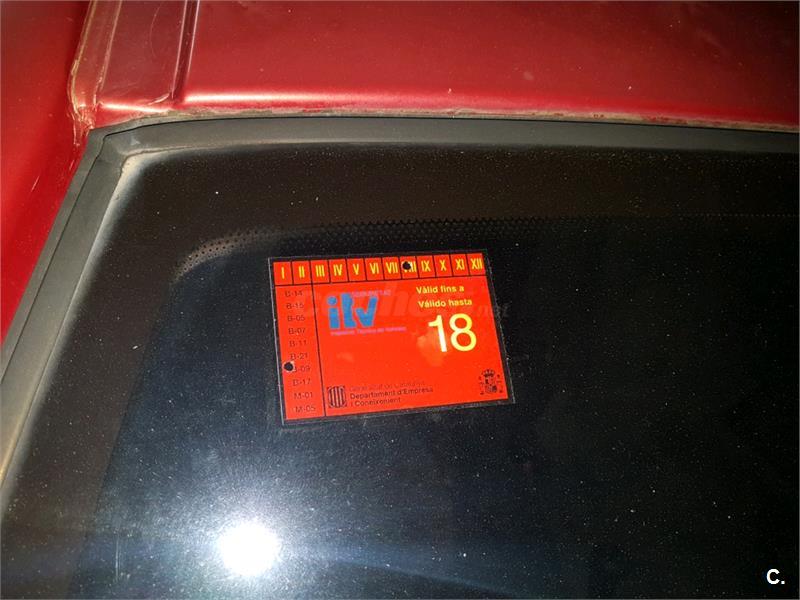 I II III IV V VI VII VIII IX X XI XII
B-14
B-15
B-05
B-07
B-11
B-21
B-09
B-17
M-01
M-05
itv
Vàlid fins a
Válido hasta
18
Generalitat de Catalunya
Departament d'Empresa
i Coneixement
C.